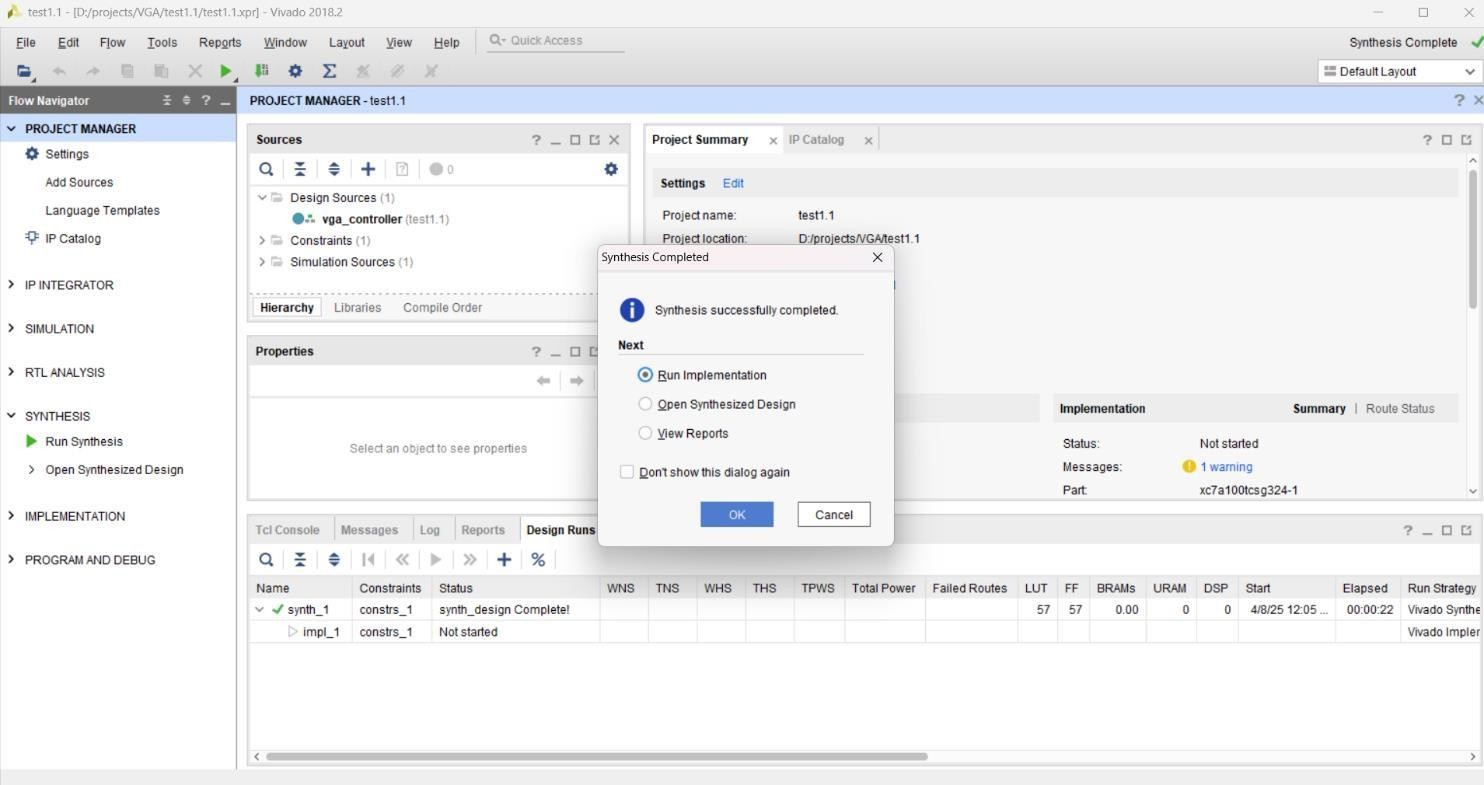 test1.1 - [D:/projects/VGA/test1.1/test1.1.xpr] - Vivado 2018.2
File Edit Flow Tools Reports Window Layout View Help Quick Access Synthesis Complete
Default Layout
Flow Navigator PROJECT MANAGER - test1.1
PROJECT MANAGER
Settings
Add Sources
Language Templates
IP Catalog
IP INTEGRATOR
SIMULATION
RTL ANALYSIS
SYNTHESIS
Run Synthesis
Open Synthesized Design
IMPLEMENTATION
PROGRAM AND DEBUG
Sources
0
Design Sources (1)
vga_controller (test1.1)
Constraints (1)
Simulation Sources (1)
Hierarchy Libraries Compile Order
Properties
Select an object to see properties
Project Summary IP Catalog
Settings Edit
Project name: test1.1
Project location: D:/projects/VGA/test1.1
Implementation Summary | Route Status
Status: Not started
Messages: 1 warning
Part: xc7a100tcsg324-1
Synthesis Completed
Synthesis successfully completed.
Next
Run Implementation
Open Synthesized Design
View Reports
Don't show this dialog again
OK Cancel
Tcl Console Messages Log Reports Design Runs
Name Constraints Status WNS TNS WHS THS TPWS Total Power Failed Routes LUT FF BRAMs URAM DSP Start Elapsed Run Strategy
synth_1 constrs_1 synth_design Complete! 57 57 0.00 0 0 4/8/25 12:05 ... 00:00:22 Vivado Synthe
impl_1 constrs_1 Not started Vivado Impler